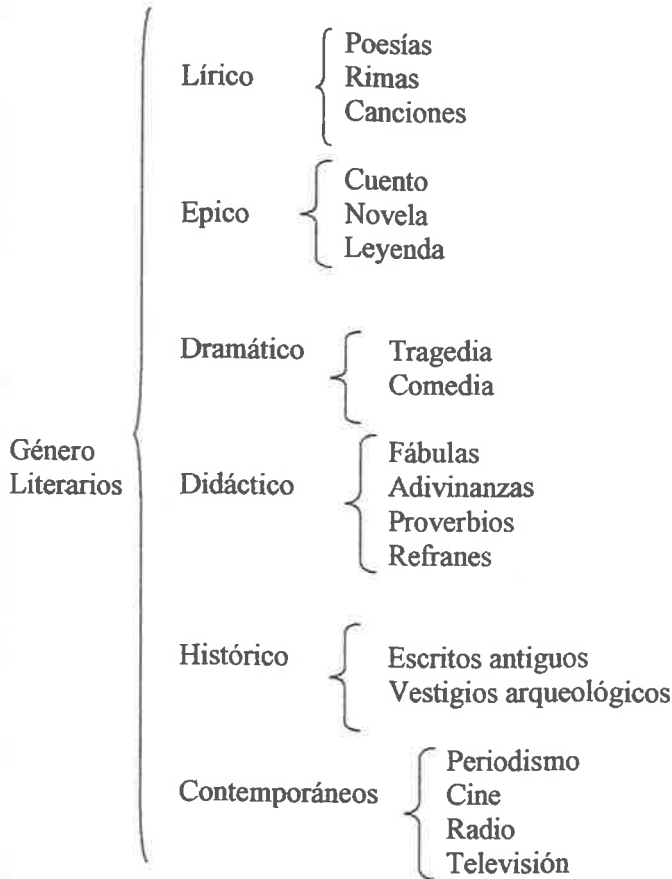 Poesías
Lírico
Rimas
Canciones
Cuento
Epico
Novela
Leyenda
Dramático
Tragedia
Comedia
Género
Literarios
Fábulas
Didáctico
Adivinanzas
Proverbios
Refranes
Histórico
Escritos antiguos
Vestigios arqueológicos
Periodismo
Contemporáneos
Cine
Radio
Televisión